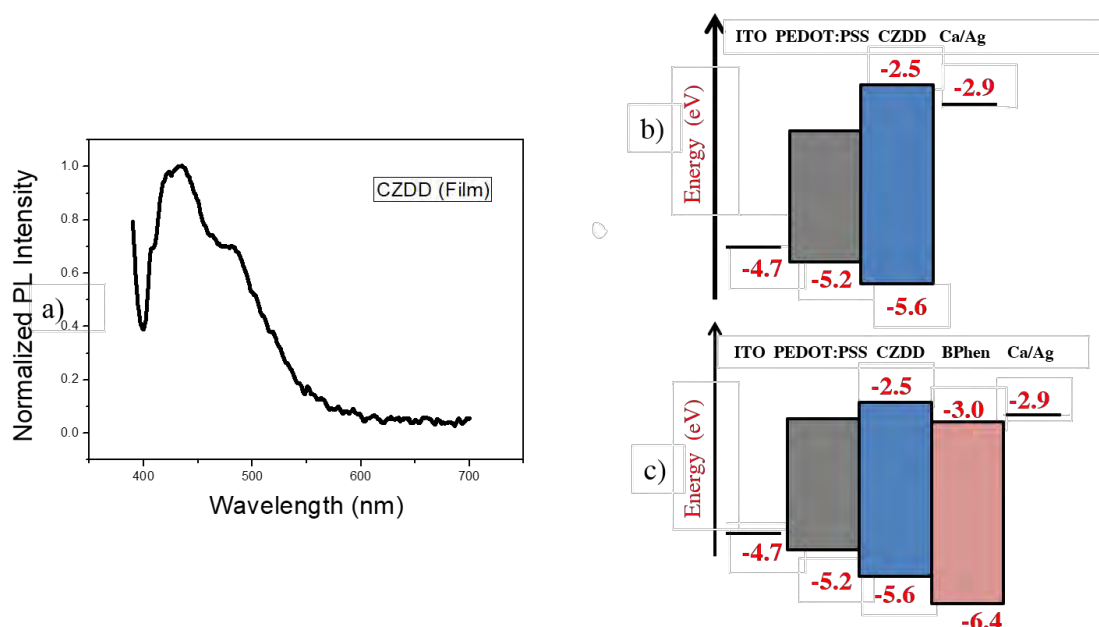 a)
Normalized PL Intensity
1.0
0.8
0.6
0.4
0.2
0.0
CZDD (Film)
400 500 600 700
Wavelength (nm)
b)
Energy (eV)
ITO PEDOT:PSS CZDD Ca/Ag
-2.5
-2.9
-4.7
-5.2
-5.6
c)
Energy (eV)
ITO PEDOT:PSS CZDD BPhen Ca/Ag
-2.5
-3.0
-2.9
-4.7
-5.2
-5.6
-6.4